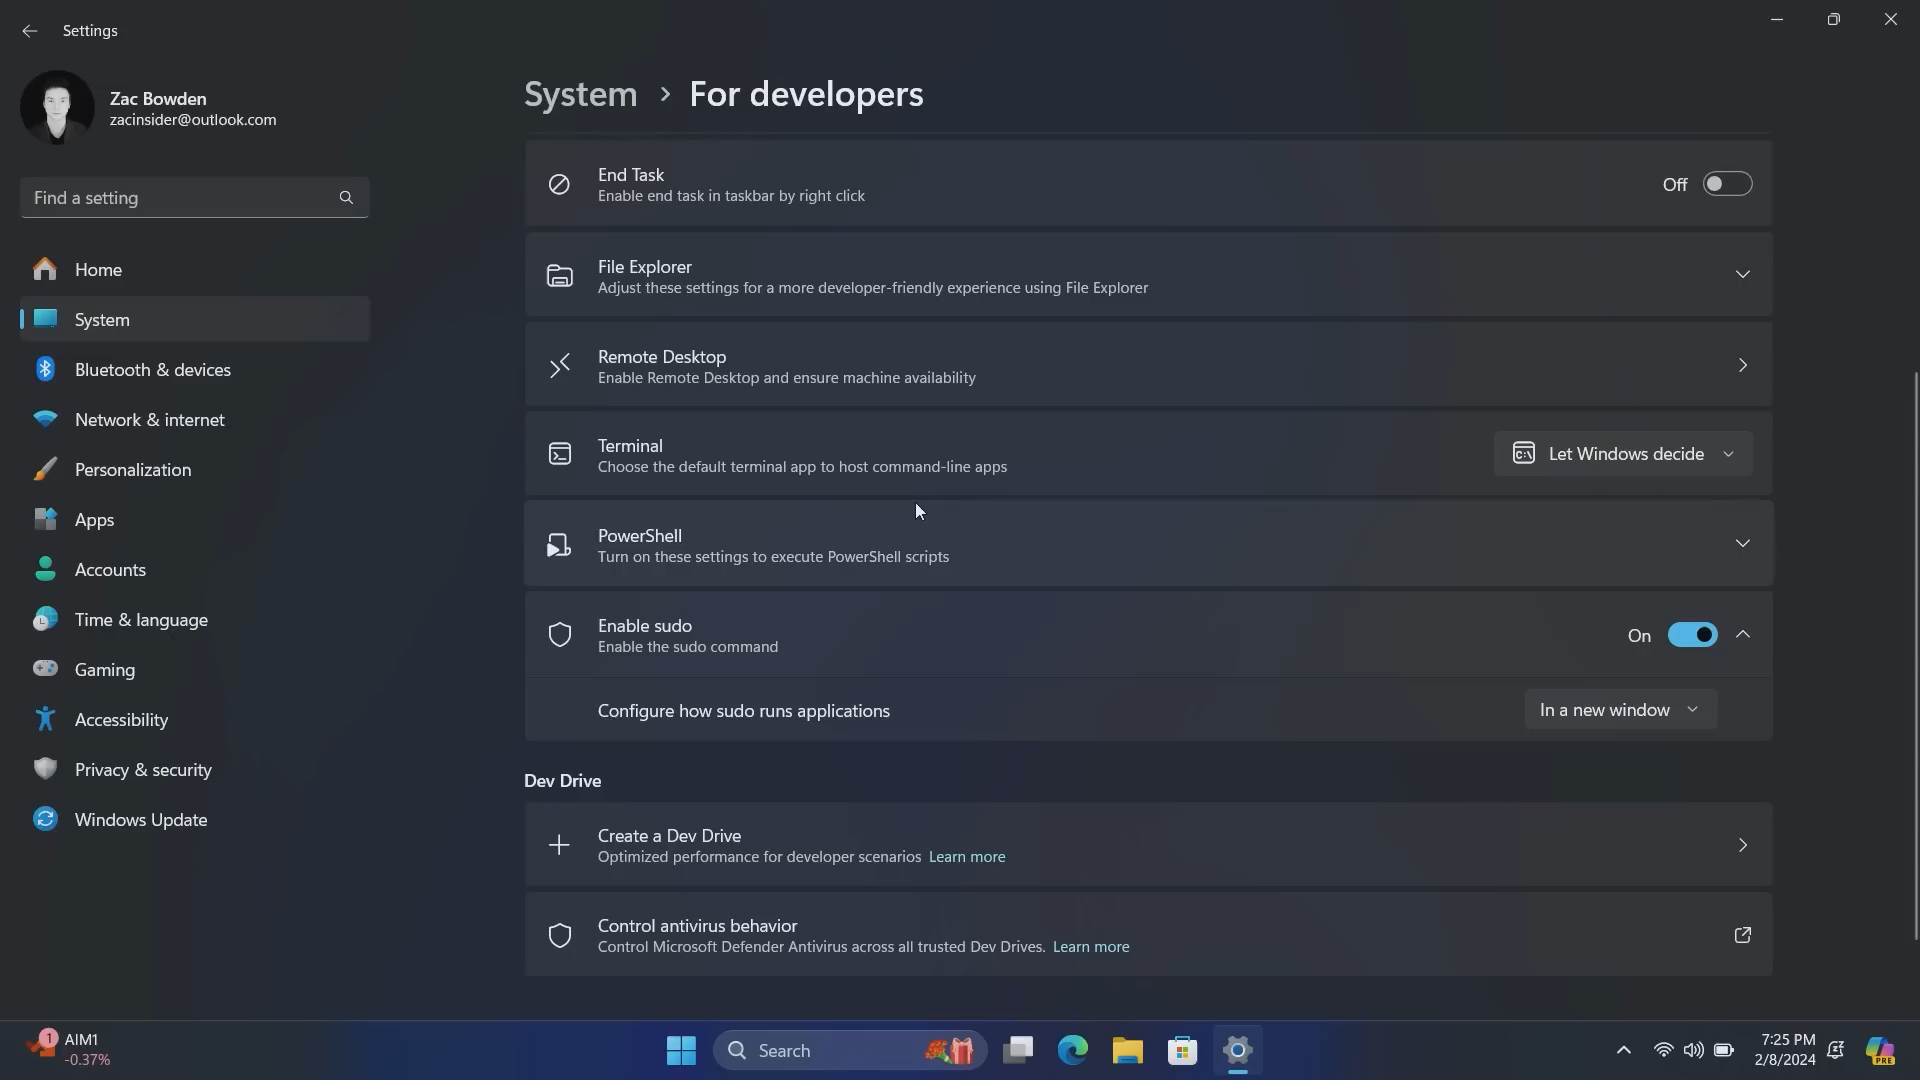 Settings
Zac Bowden
zacinsider@outlook.com
Find a setting
Home
System
Bluetooth & devices
Network & internet
Personalization
Apps
Accounts
Time & language
Gaming
Accessibility
Privacy & security
Windows Update
System > For developers
End Task
Enable end task in taskbar by right click
Off
File Explorer
Adjust these settings for a more developer-friendly experience using File Explorer
Remote Desktop
Enable Remote Desktop and ensure machine availability
Terminal
Choose the default terminal app to host command-line apps
C:\ Let Windows decide
PowerShell
Turn on these settings to execute PowerShell scripts
Enable sudo
Enable the sudo command
On
Configure how sudo runs applications
In a new window
Dev Drive
Create a Dev Drive
Optimized performance for developer scenarios Learn more
Control antivirus behavior
Control Microsoft Defender Antivirus across all trusted Dev Drives. Learn more
1
AIM1
-0.37%
Search
7:25 PM
2/8/2024
PRE